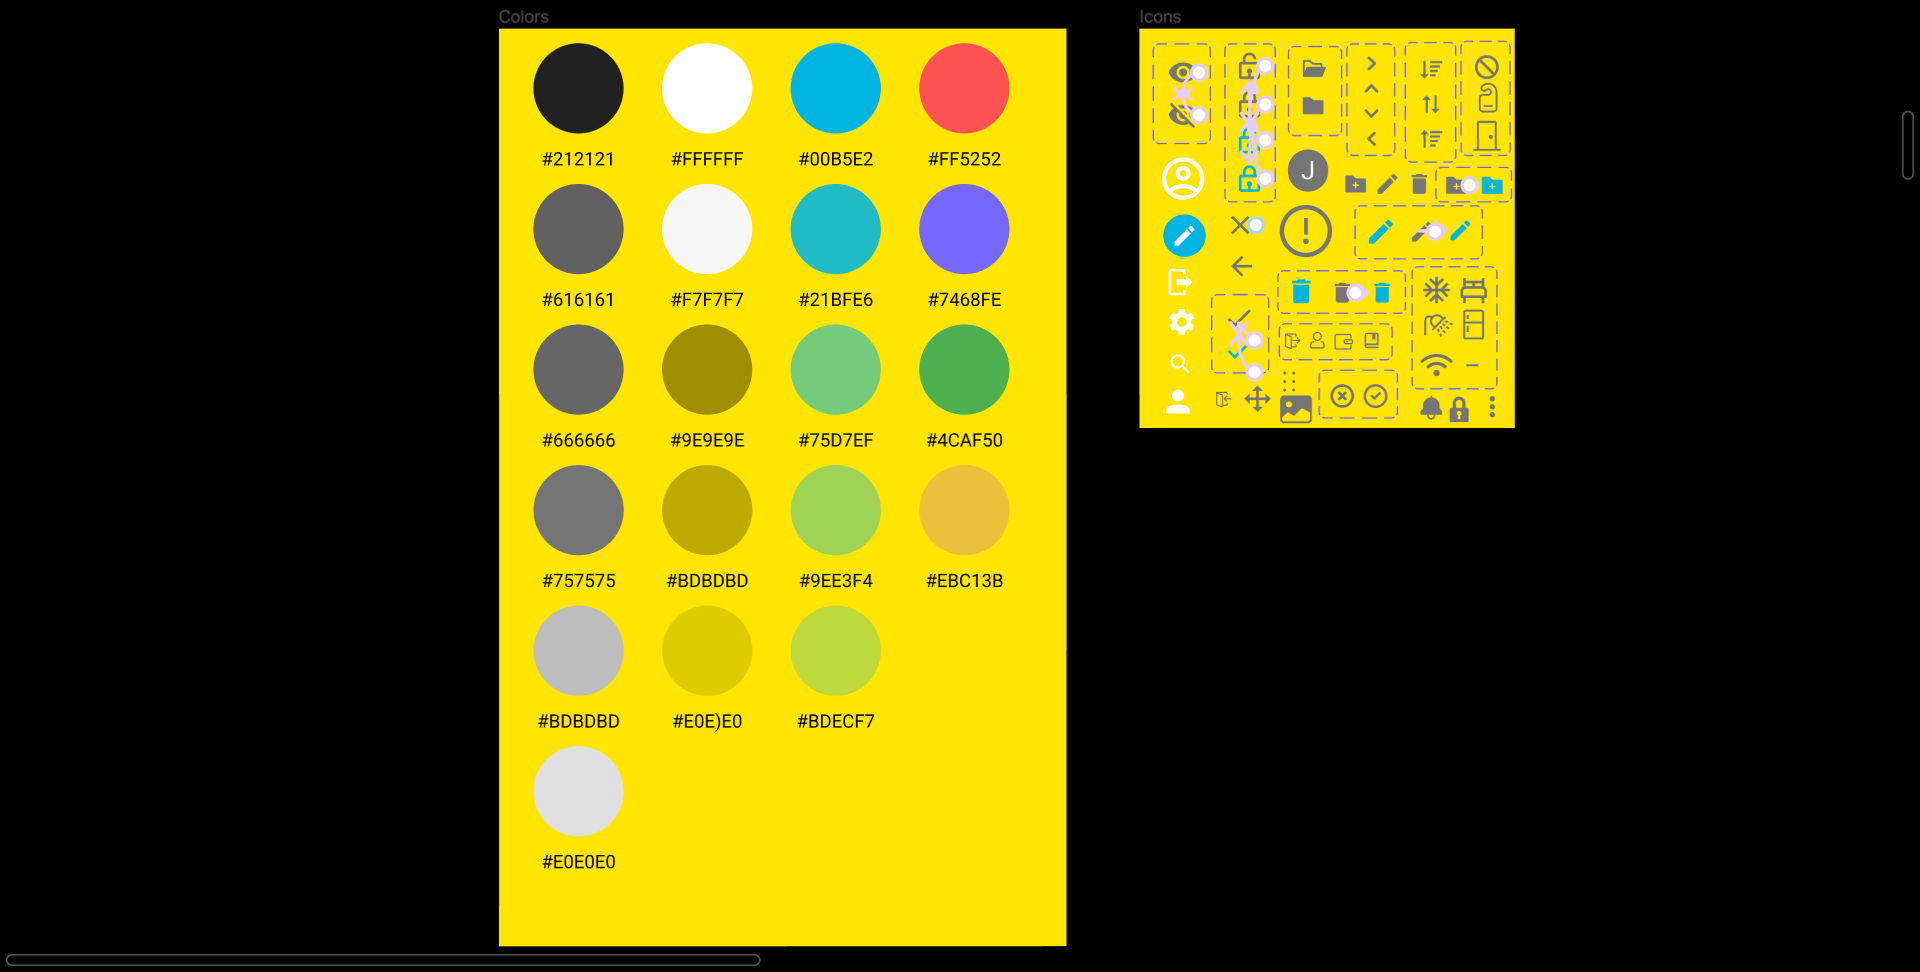 Colors
Icons
#212121 #FFFFFF #00B5E2 #FF5252
#616161 #F7F7F7 #21BFE6 #7468FE
#666666 #9E9E9E #75D7EF #4CAF50
#757575 #BDBDBD #9EE3F4 #EBC13B
#BDBDBD #E0E)E0 #BDECF7
#E0E0E0
J